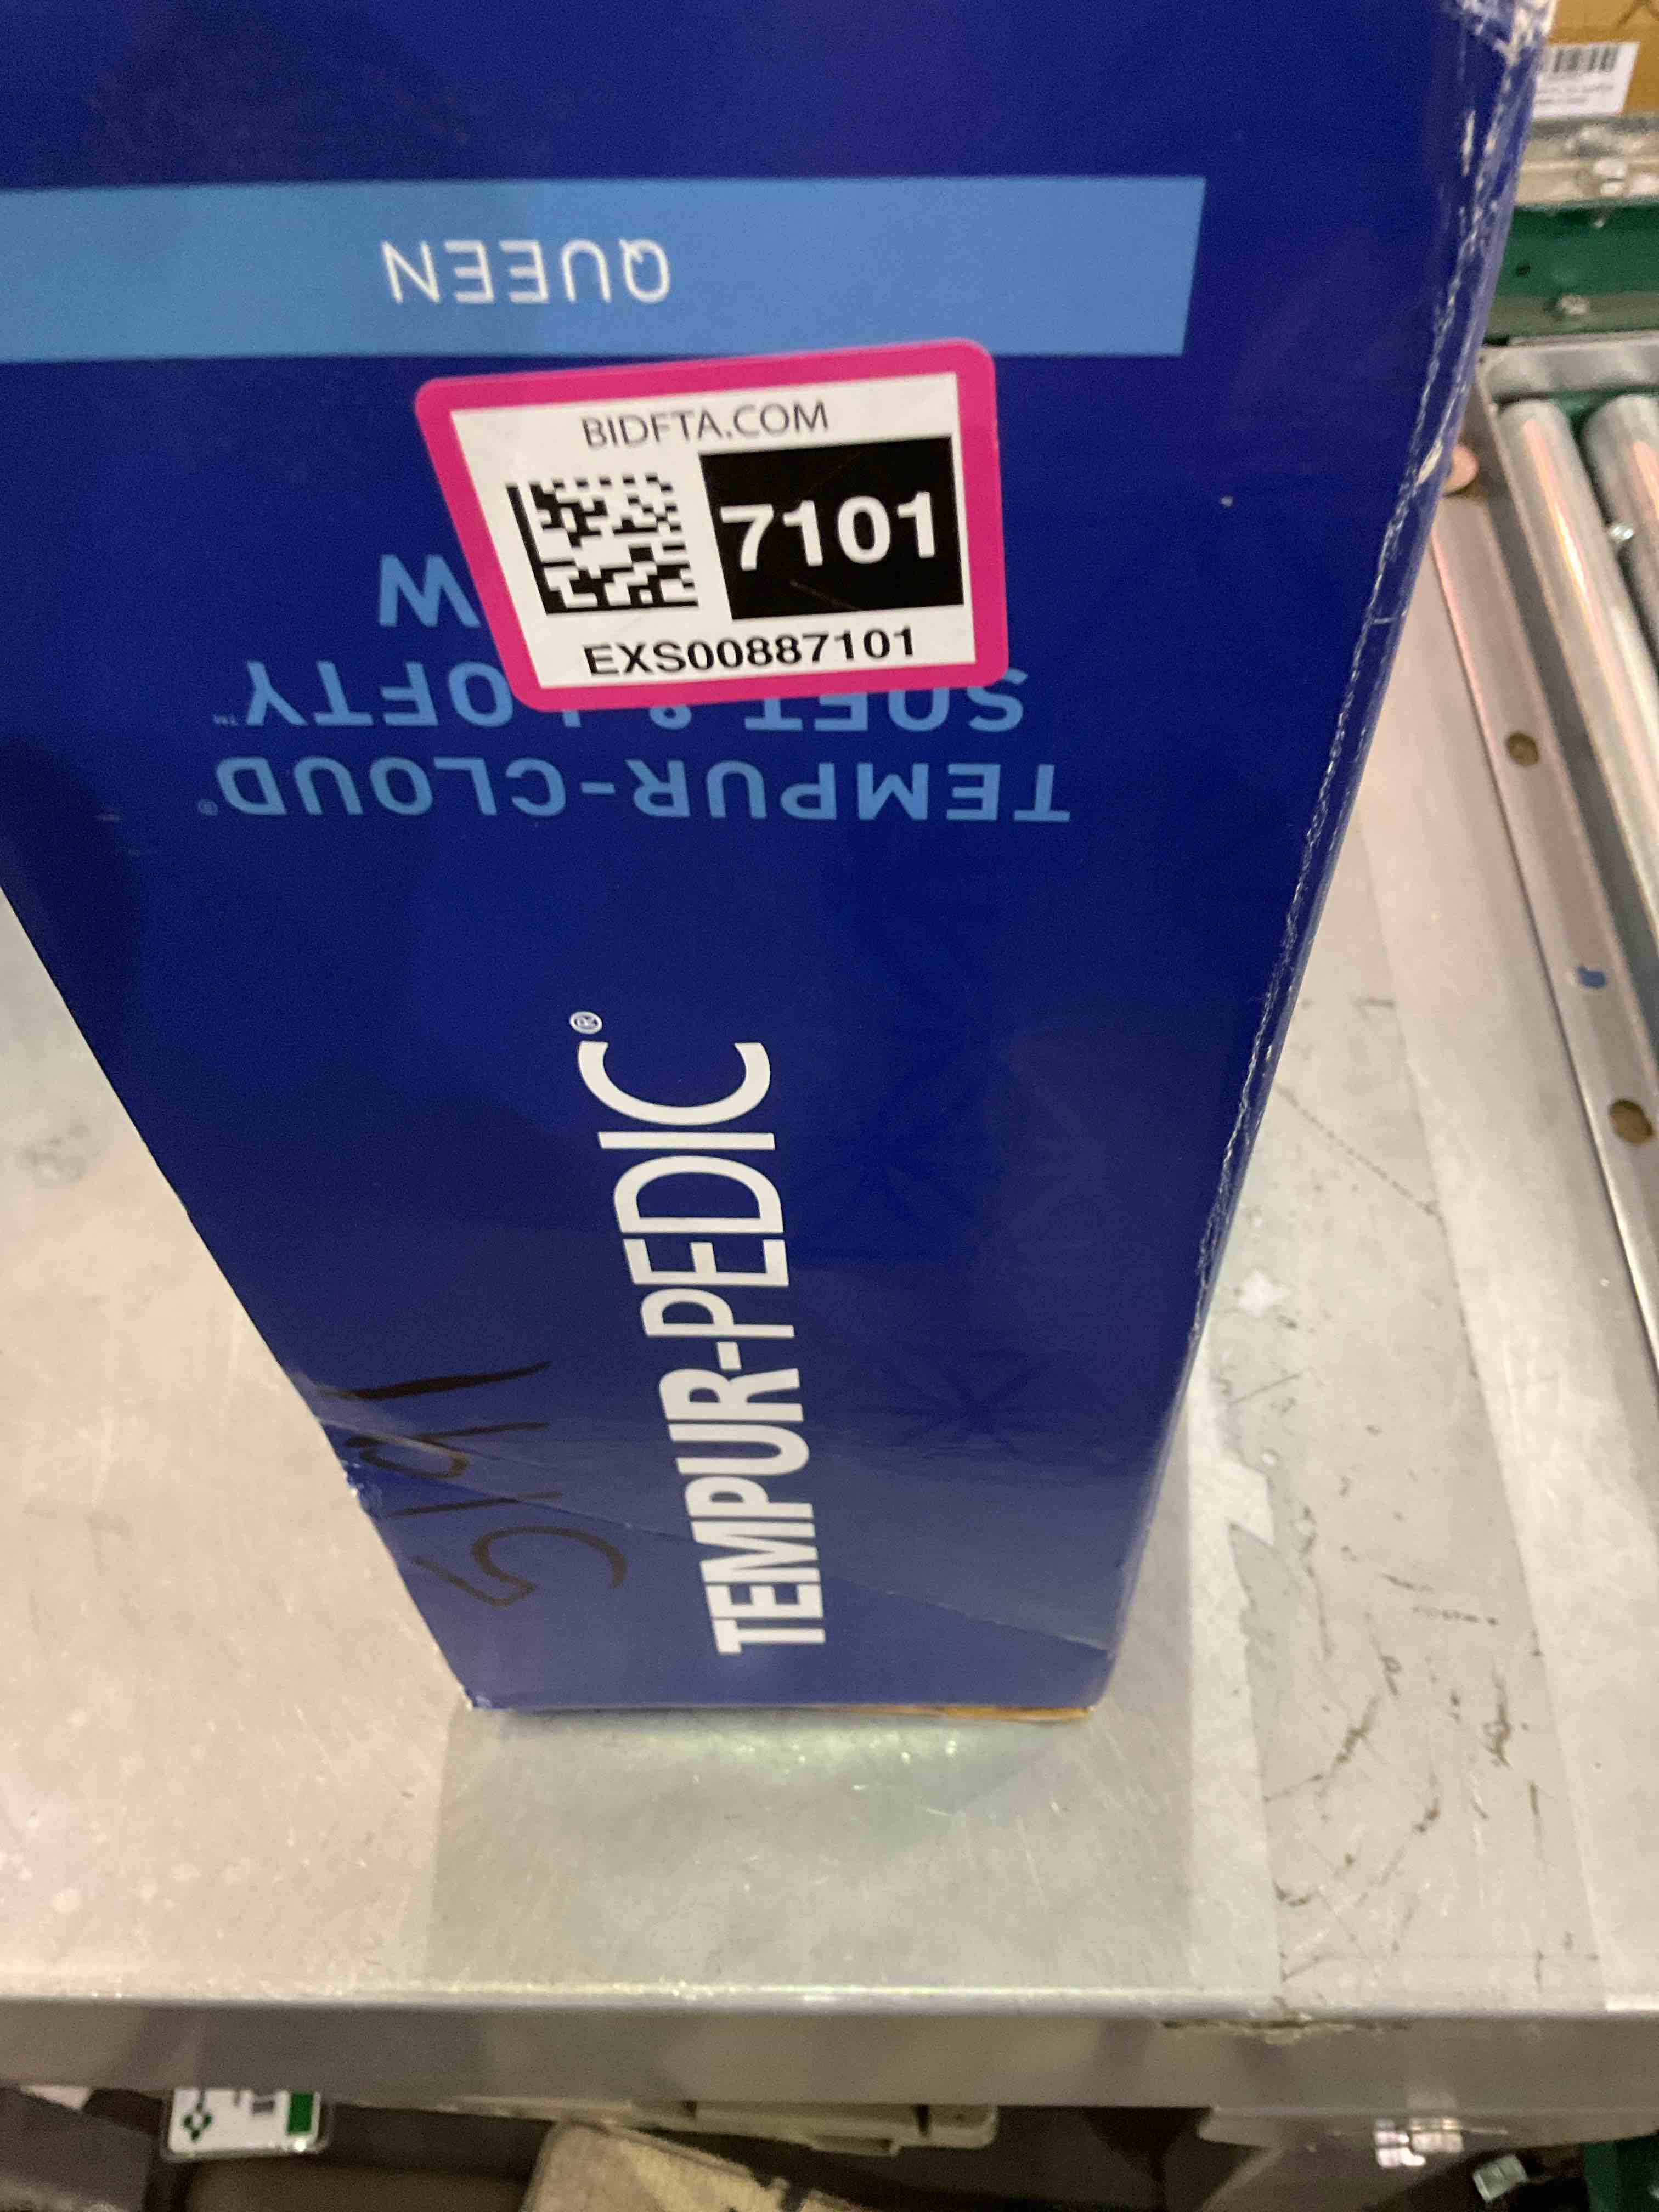 QUEEN
BIDFTA.COM
7101
EXS00887101
W
SOFT & LOFTY™
TEMPUR-CLOUD®
TEMPUR-PEDIC®